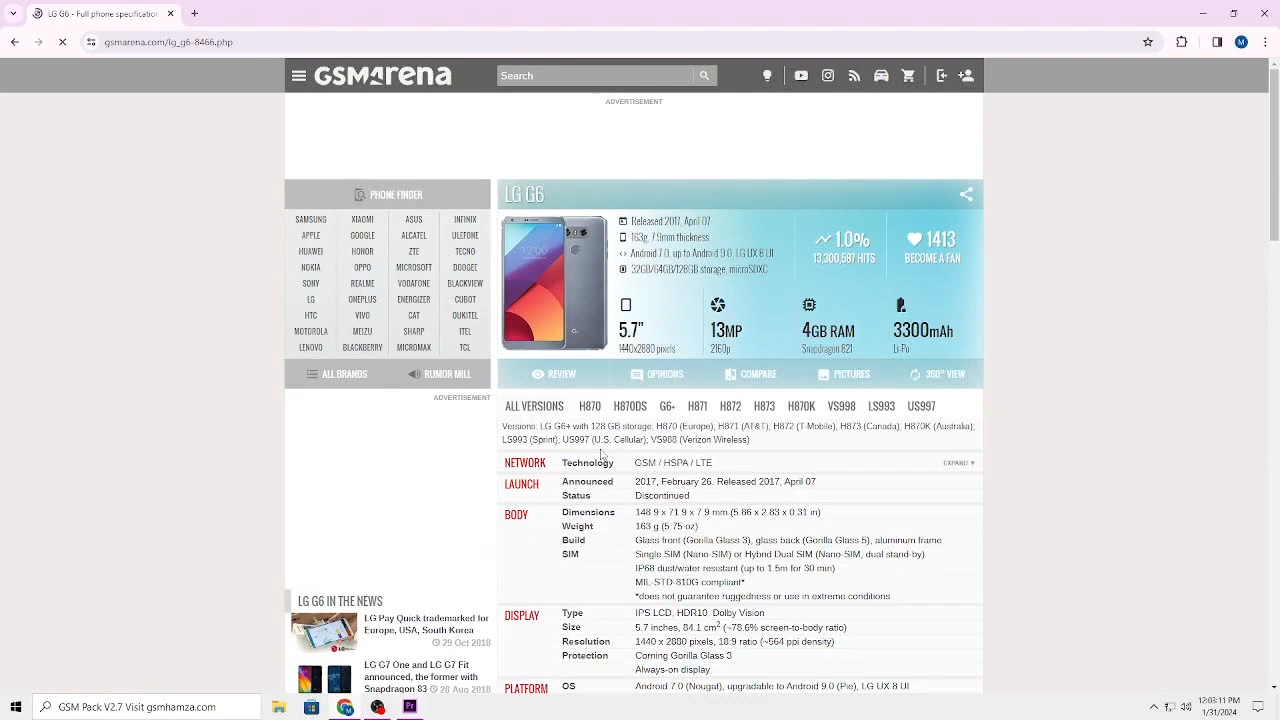 LG G6 -
gsmarena.com/lg_g6-8466.php
GSMArena
Search
ADVERTISEMENT
PHONE FINDER
SAMSUNG XIAOMI ASUS INFINIX
APPLE GOOGLE ALCATEL ULEFONE
HUAWEI HONOR ZTE TECNO
NOKIA OPPO MICROSOFT DOOGEE
SONY REALME VODAFONE BLACKVIEW
LG ONEPLUS ENERGIZER CUBOT
HTC VIVO CAT OUKITEL
MOTOROLA MEIZU SHARP ITEL
LENOVO BLACKBERRY MICROMAX TCL
ALL BRANDS RUMOR MILL
LG G6
Released 2017, April 07
163g, 7.9mm thickness
Android 7.0, up to Android 9.0, LG UX 8 UI
32GB/64GB/128GB storage, microSDXC
1.0%
13,300,587 HITS
1413
BECOME A FAN
12:00
5.7"
1440x2880 pixels
13MP
2160p
4GB RAM
Snapdragon 821
3300mAh
Li-Po
REVIEW OPINIONS COMPARE PICTURES 360° VIEW
ADVERTISEMENT
ALL VERSIONS H870 H870DS G6+ H871 H872 H873 H870K VS998 LS993 US997
Versions: LG G6+ with 128 GB storage; H870 (Europe); H871 (AT&T); H872 (T-Mobile), H873 (Canada); H870K (Australia);
LS993 (Sprint); US997 (U.S. Cellular); VS988 (Verizon Wireless)
NETWORK Technology GSM / HSPA / LTE EXPAND ▼
LAUNCH Announced 2017, February 26. Released 2017, April 07
Status Discontinued
BODY Dimensions 148.9 x 71.9 x 7.9 mm (5.86 x 2.83 x 0.31 in)
Weight 163 g (5.75 oz)
Build Glass front (Gorilla Glass 3), glass back (Gorilla Glass 5), aluminum frame
SIM Single SIM (Nano-SIM) or Hybrid Dual SIM (Nano-SIM, dual stand-by)
IP68 dust/water resistant (up to 1.5m for 30 min)
MIL-STD-810G compliant*
*does not guarantee ruggedness or use in extreme conditions
DISPLAY Type IPS LCD, HDR10, Dolby Vision
Size 5.7 inches, 84.1 cm2 (~78.6% screen-to-body ratio)
Resolution 1440 x 2880 pixels, 18:9 ratio (~564 ppi density)
Protection Corning Gorilla Glass 3
Always-on display
PLATFORM OS Android 7.0 (Nougat), upgradable to Android 9.0 (Pie), LG UX 8 UI
LG G6 IN THE NEWS
LG Pay Quick trademarked for
Europe, USA, South Korea
29 Oct 2018
LG G7 One and LG G7 Fit
announced, the former with
Snapdragon 83 28 Aug 2018
GSM Pack V2.7 Visit gsmhamza.com
12:03:11 PM
1/31/2024